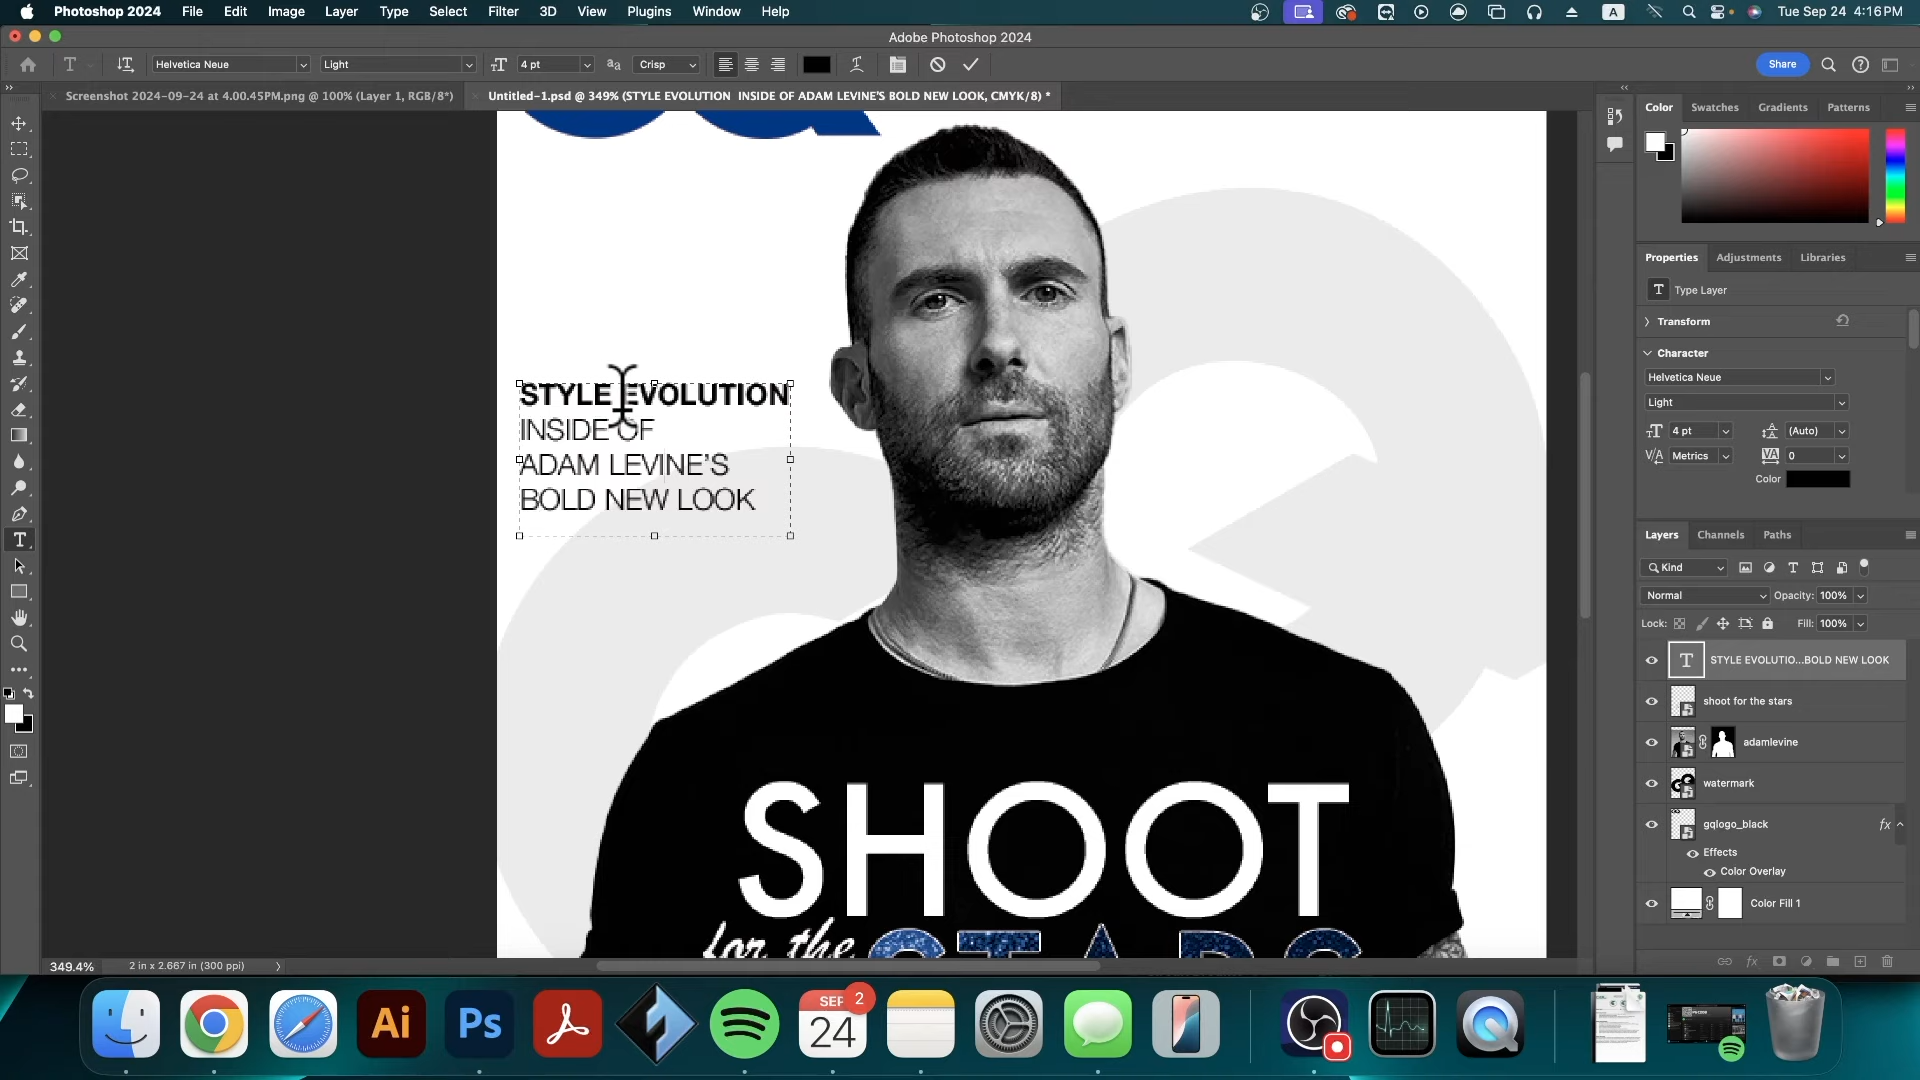 Photoshop 2024 File Edit Image Layer Type Select Filter 3D View Plugins Window Help
A Tue Sep 24 4:16 PM
Adobe Photoshop 2024
Helvetica Neue Light 4 pt Crisp Share
Screenshot 2024-09-24 at 4.00.45PM.png @ 100% (Layer 1, RGB/8*)
Untitled-1.psd @ 349% (STYLE EVOLUTION  INSIDE OF ADAM LEVINE'S BOLD NEW LOOK, CMYK/8) *
STYLE EVOLUTION
INSIDE OF
ADAM LEVINE'S
BOLD NEW LOOK
SHOOT
for the STARS
349.4% 2 in x 2.667 in (300 ppi)
Color Swatches Gradients Patterns
Properties Adjustments Libraries
T Type Layer
Transform
Character
Helvetica Neue
Light
4 pt (Auto)
Metrics 0
Color
Layers Channels Paths
Kind
Normal Opacity: 100%
Lock: Fill: 100%
T STYLE EVOLUTIO...BOLD NEW LOOK
shoot for the stars
adamlevine
watermark
gqlogo_black fx
Effects
Color Overlay
Color Fill 1
Ai Ps SEP 2 24